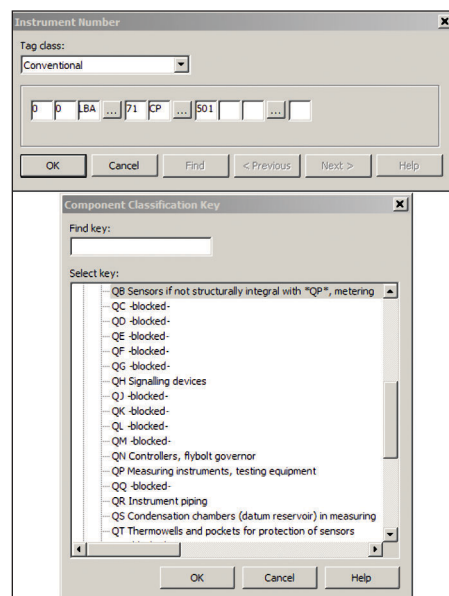 Instrument Number
Tag class:
Conventional
0 0 LBA ... 71 CP ... 501 ...
OK Cancel Find < Previous Next > Help
Component Classification Key
Find key:
Select key:
QB Sensors if not structurally integral with "QP", metering
QC -blocked-
QD -blocked-
QE -blocked-
QF -blocked-
QG -blocked-
QH Signalling devices
QJ -blocked-
QK -blocked-
QL -blocked-
QM -blocked-
QN Controllers, flybolt governor
QP Measuring instruments, testing equipment
QQ -blocked-
QR Instrument piping
QS Condensation chambers (datum reservoir) in measuring
QT Thermowells and pockets for protection of sensors
OK Cancel Help